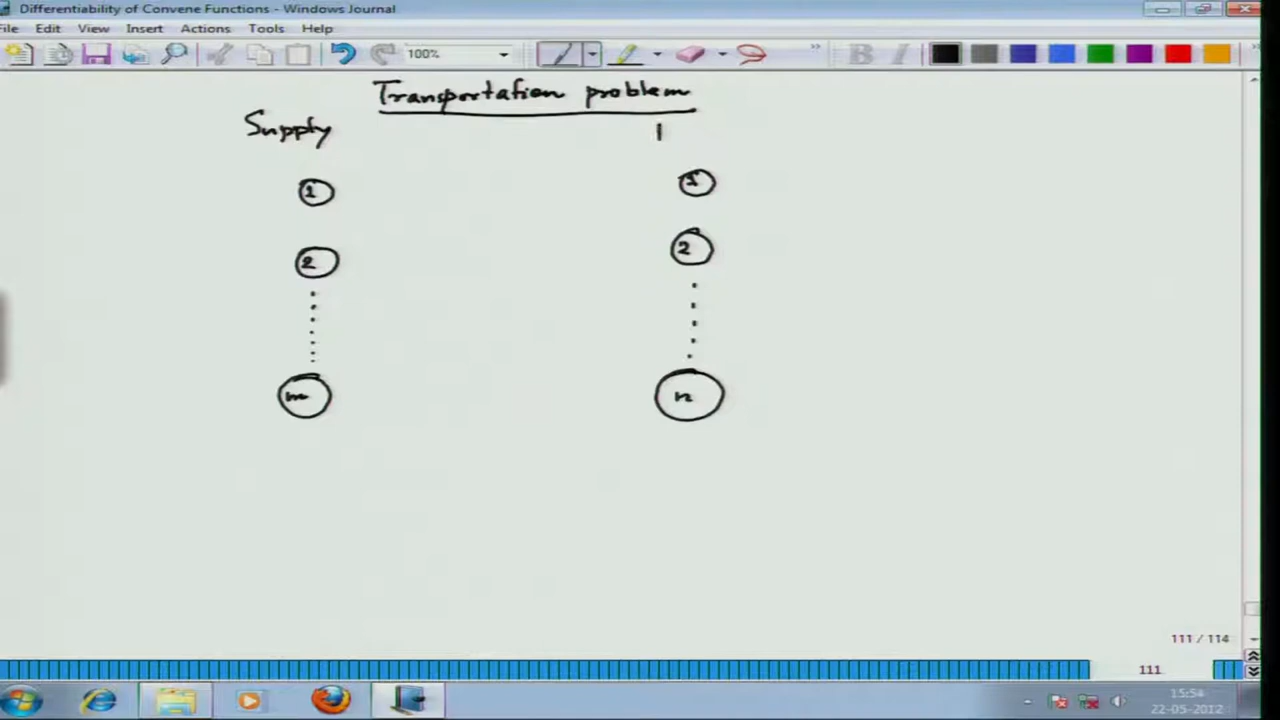 Differentiability of Convene Functions - Windows Journal
File Edit View Insert Actions Tools Help
100%
Transportation problem
Supply
1 1
2 2
m n
111 / 114
111
15:54
22-05-2012